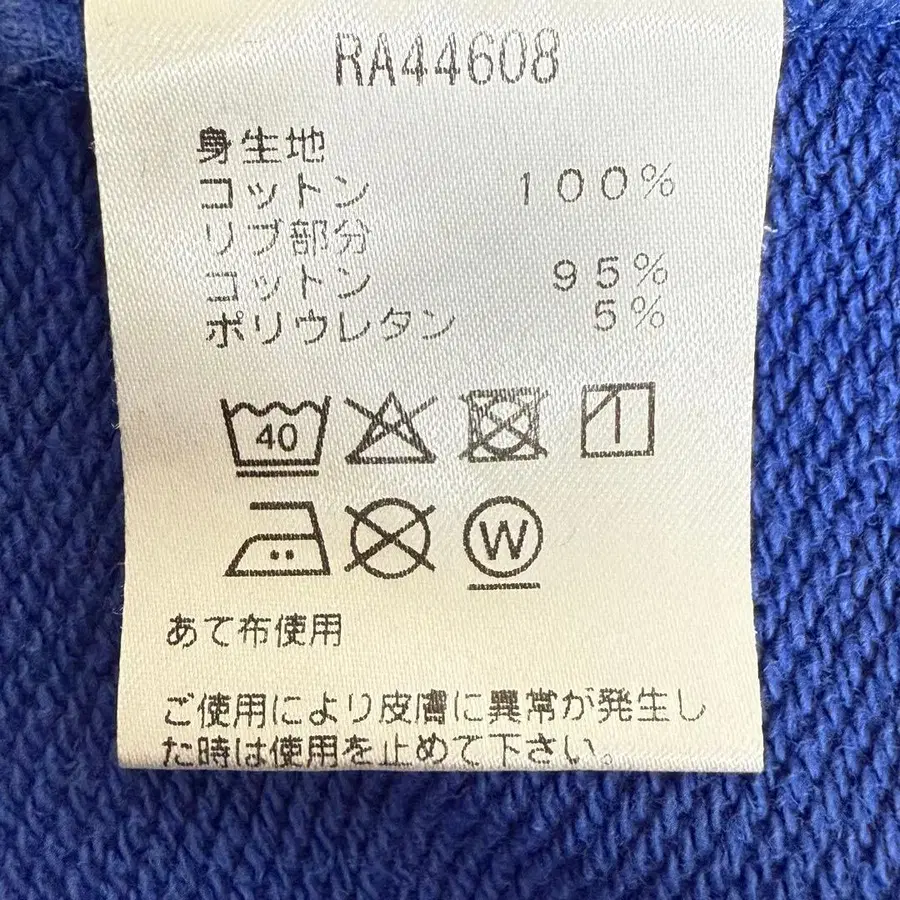 RA44608
身生地
コットン 100%
リブ部分
コットン 95%
ポリウレタン 5%
40
W
あて布使用
ご使用により皮膚に異常が発生し
た時は使用を止めて下さい。